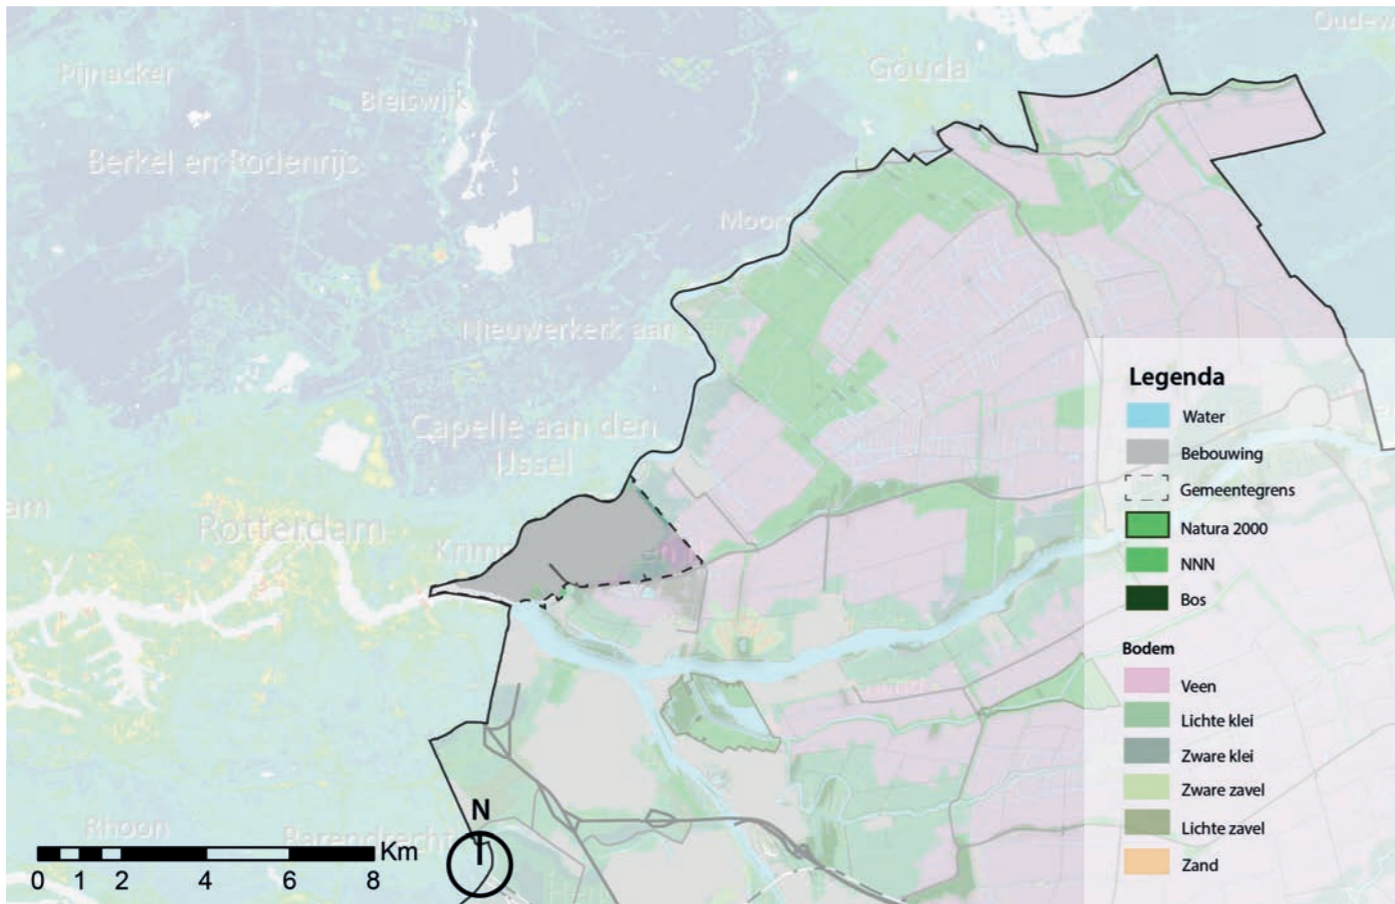 Oudew
Pijnacker
Gouda
Bleiswijk
Berkel en Rodenrijs
Moor
Nieuwerkerk aan
Capelle aan den
IJssel
Rotterdam
Krim
Rhoon
Barendrecht
Legenda
Water
Bebouwing
Gemeentegrens
Natura 2000
NNN
Bos
Bodem
Veen
Lichte klei
Zware klei
Zware zavel
Lichte zavel
Zand
N
Km
0 1 2 4 6 8